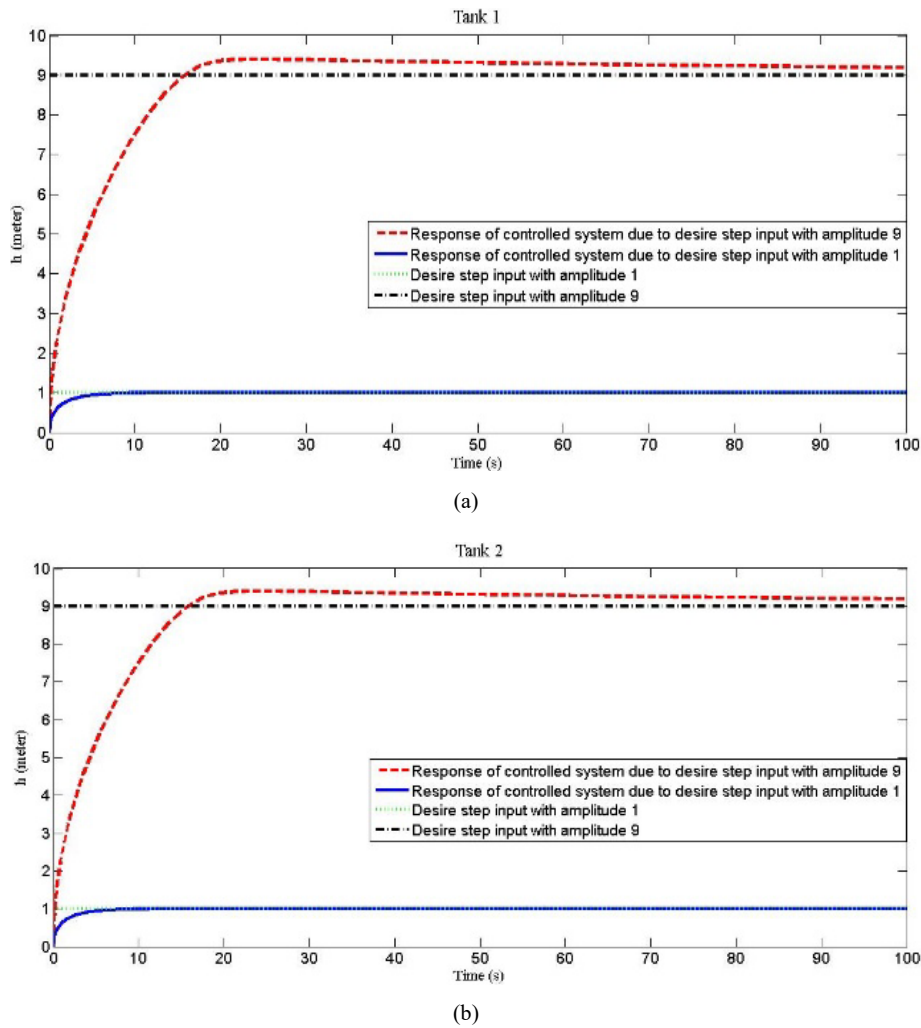 Tank 1
10
9
8
7
6
5
4
3
2
1
0
h (meter)
Response of controlled system due to desire step input with amplitude 9
Response of controlled system due to desire step input with amplitude 1
Desire step input with amplitude 1
Desire step input with amplitude 9
0 10 20 30 40 50 60 70 80 90 100
Time (s)
(a)
Tank 2
10
9
8
7
6
5
4
3
2
1
0
h (meter)
Response of controlled system due to desire step input with amplitude 9
Response of controlled system due to desire step input with amplitude 1
Desire step input with amplitude 1
Desire step input with amplitude 9
0 10 20 30 40 50 60 70 80 90 100
Time (s)
(b)